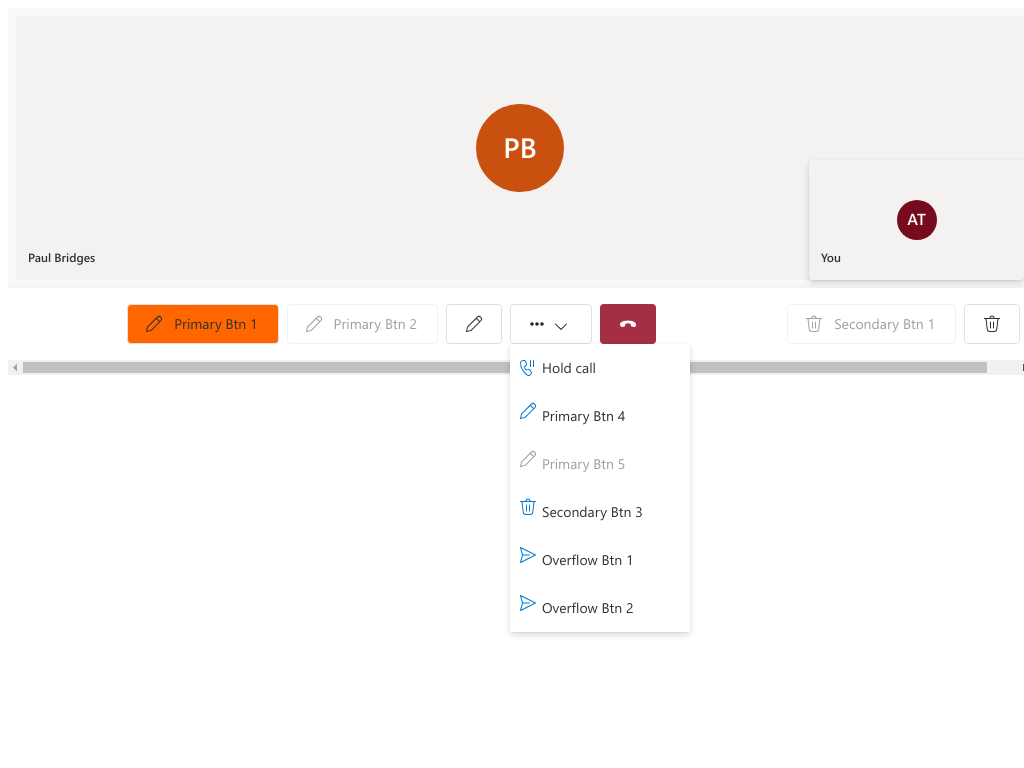 PB
AT
Paul Bridges
You
Primary Btn 1
Primary Btn 2
Secondary Btn 1
Hold call
Primary Btn 4
Primary Btn 5
Secondary Btn 3
Overflow Btn 1
Overflow Btn 2